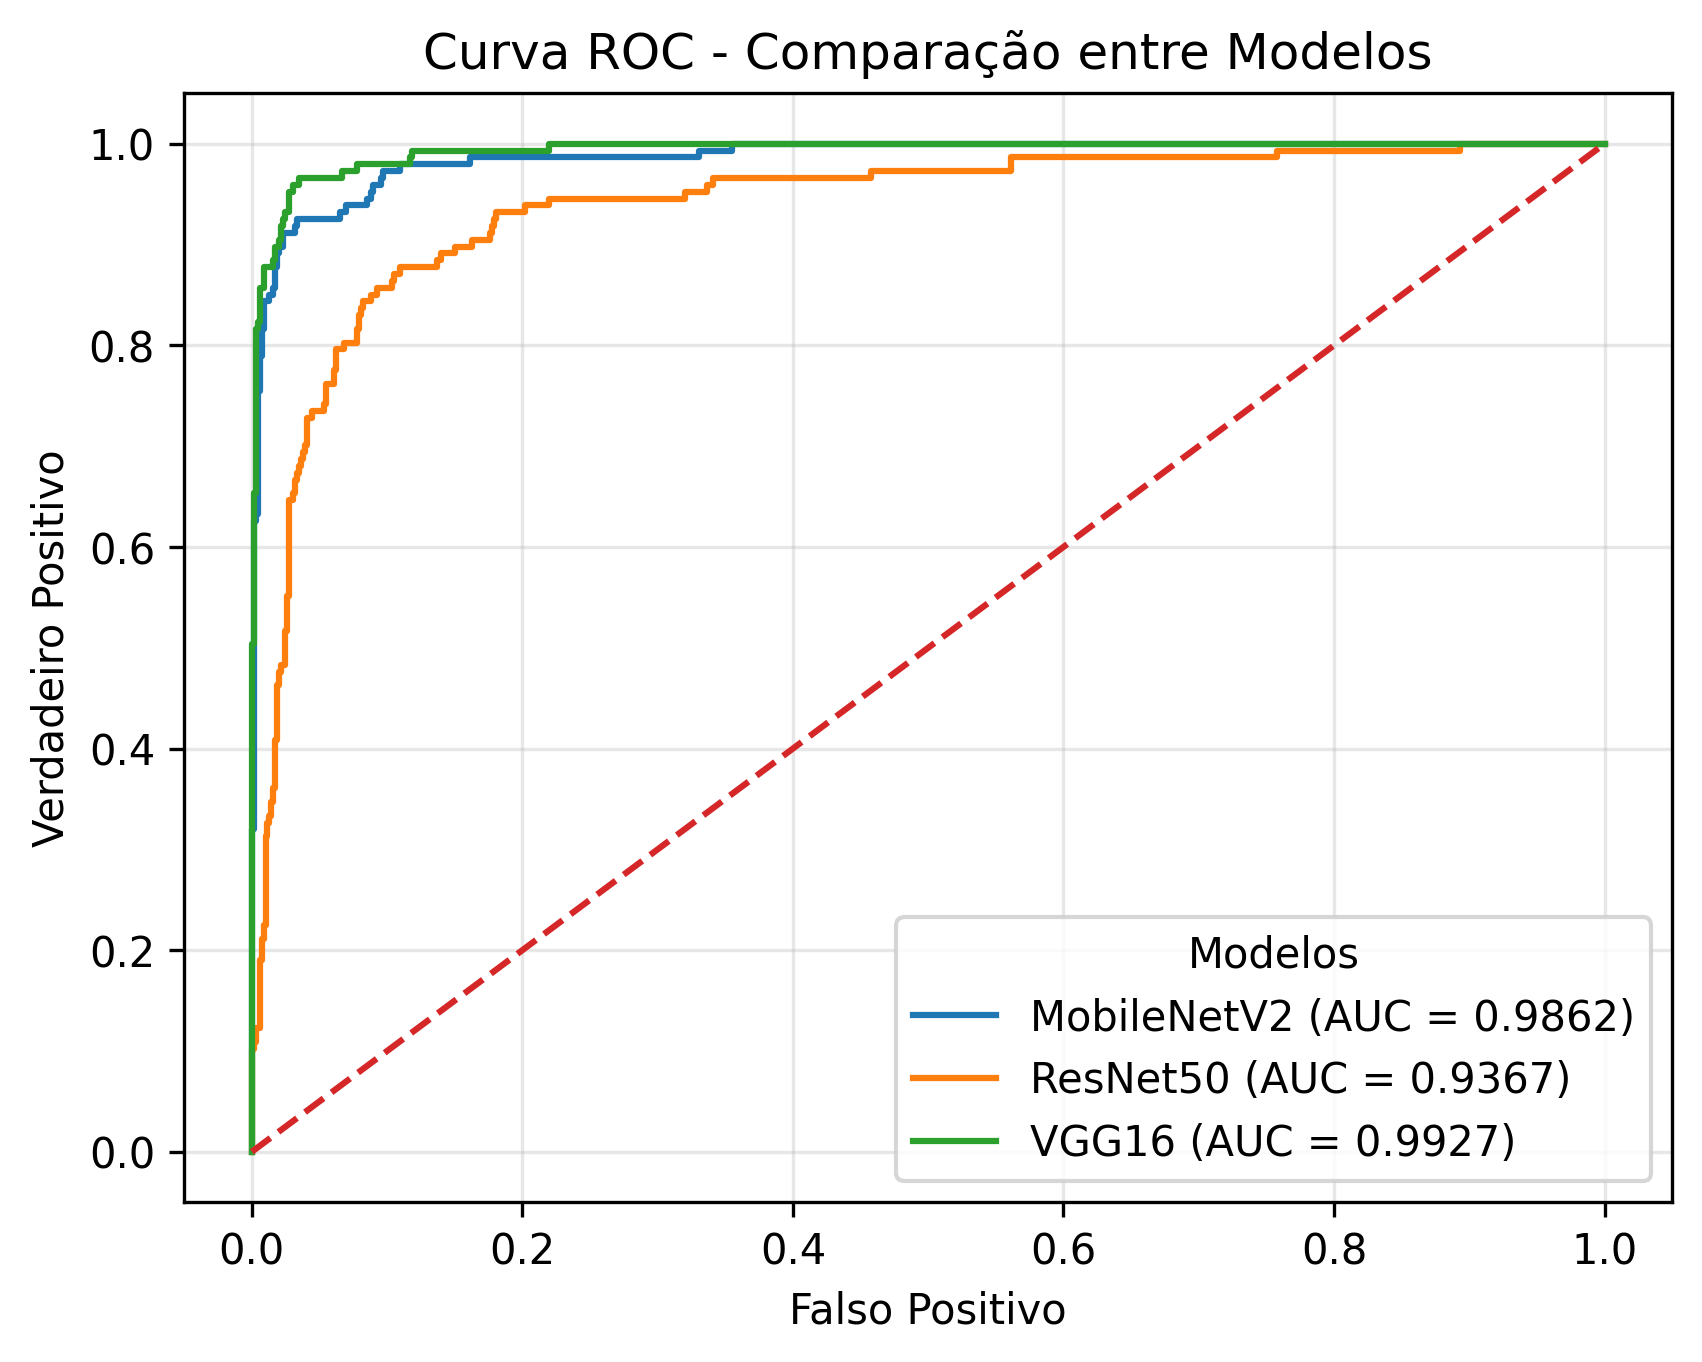 Curva ROC - Comparação entre Modelos
1.0
0.8
0.6
0.4
0.2
0.0
Verdadeiro Positivo
0.0 0.2 0.4 0.6 0.8 1.0
Falso Positivo
Modelos
MobileNetV2 (AUC = 0.9862)
ResNet50 (AUC = 0.9367)
VGG16 (AUC = 0.9927)